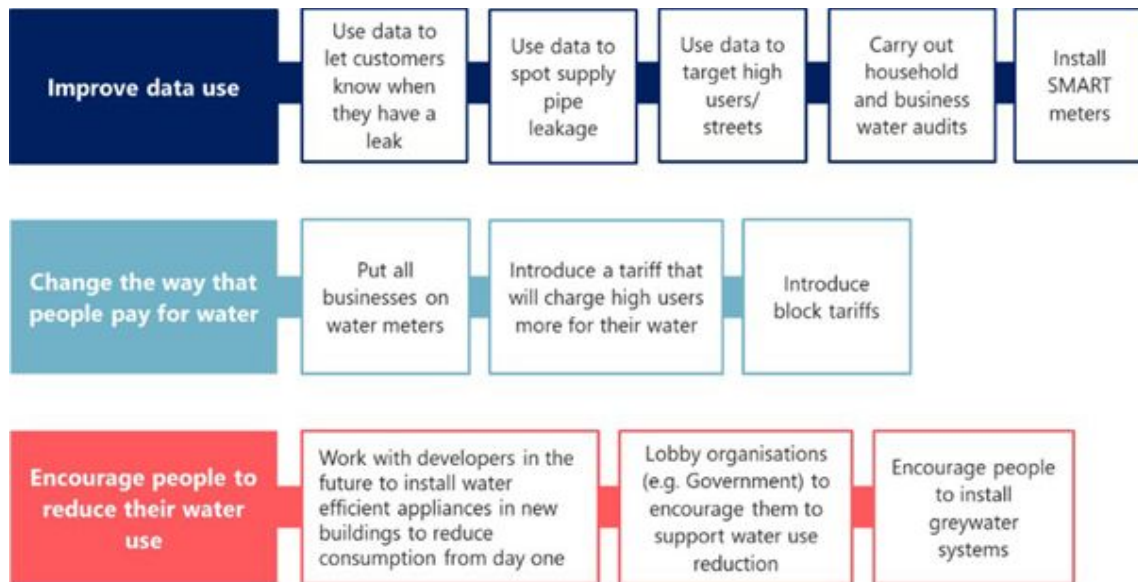 Improve data use
Use data to
let customers
know when
they have a
leak
Use data to
spot supply
pipe
leakage
Use data to
target high
users/
streets
Carry out
household
and business
water audits
Install
SMART
meters
Change the way that
people pay for water
Put all
businesses on
water meters
Introduce a tariff that
will charge high users
more for their water
Introduce
block tariffs
Encourage people to
reduce their water
use
Work with developers in the
future to install water
efficient appliances in new
buildings to reduce
consumption from day one
Lobby organisations
(e.g. Government) to
encourage them to
support water use
reduction
Encourage people
to install
greywater
systems